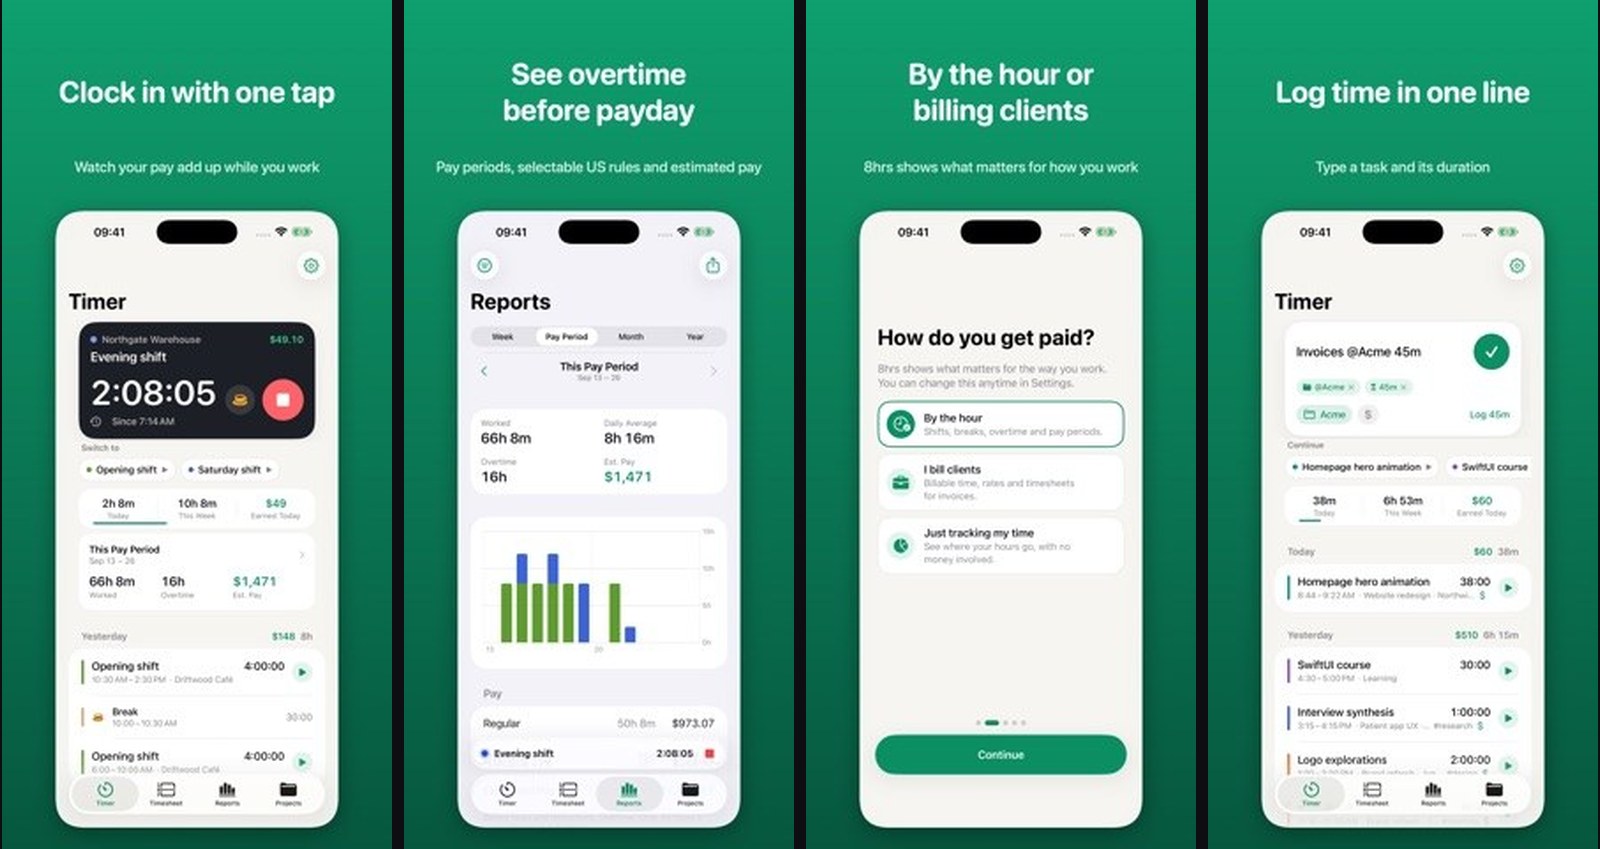 Clock in with one tap
Watch your pay add up while you work
09:41
Timer
Northgate Warehouse $49.10
Evening shift
2:08:05
Since 7:14 AM
Switch to
Opening shift
Saturday shift
2h 8m 10h 8m $49
Today This Week Earned Today
This Pay Period
Sep 13 – 26
66h 8m 16h $1,471
Worked Overtime Est. Pay
Yesterday $148 8h
Opening shift 4:00:00
10:30 AM – 2:30 PM · Driftwood Café
Break
10:00 – 10:30 AM 30:00
Opening shift 4:00:00
6:00 – 10:00 AM · Driftwood Café
Timer Timesheet Reports Projects
See overtime
before payday
Pay periods, selectable US rules and estimated pay
09:41
Reports
Week Pay Period Month Year
This Pay Period
Sep 13 – 26
Worked Daily Average
66h 8m 8h 16m
Overtime Est. Pay
16h $1,471
15h
10h
5h
0h
13 20
Pay
Regular 50h 8m $973.07
Evening shift 2:08:05
Timer Timesheet Reports Projects
By the hour or
billing clients
8hrs shows what matters for how you work
09:41
How do you get paid?
8hrs shows what matters for the way you work.
You can change this anytime in Settings.
By the hour
Shifts, breaks, overtime and pay periods.
I bill clients
Billable time, rates and timesheets
for invoices.
Just tracking my time
See where your hours go, with no
money involved.
Continue
Log time in one line
Type a task and its duration
09:41
Timer
Invoices @Acme 45m
@Acme × 45m ×
Acme $ Log 45m
Continue
Homepage hero animation
SwiftUI course
38m 6h 53m $60
Today This Week Earned Today
Today $60 38m
Homepage hero animation 38:00
8:44 – 9:22 AM · Website redesign · Northwi... $
Yesterday $510 6h 15m
SwiftUI course 30:00
4:30 – 5:00 PM · Learning
Interview synthesis 1:00:00
3:15 – 4:15 PM · Patient app UX ... #research $
Logo explorations 2:00:00
Timer Timesheet Reports Projects